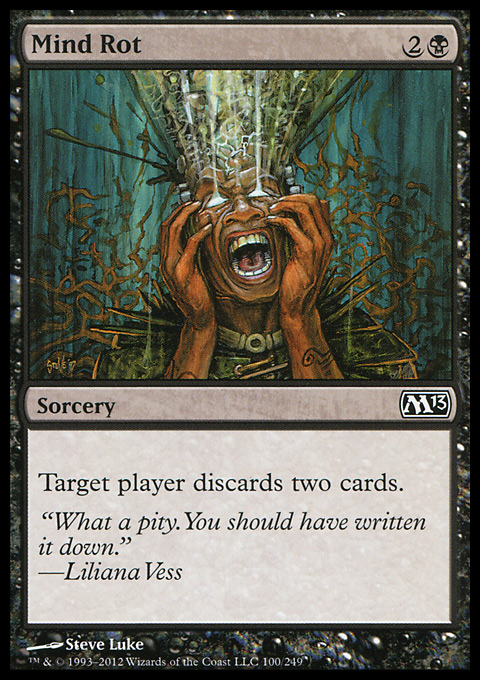 Mind Rot 2
Sorcery M13
Target player discards two cards.
“What a pity. You should have written
it down.”
—Liliana Vess
Steve Luke
™ & © 1993–2012 Wizards of the Coast LLC 100/249